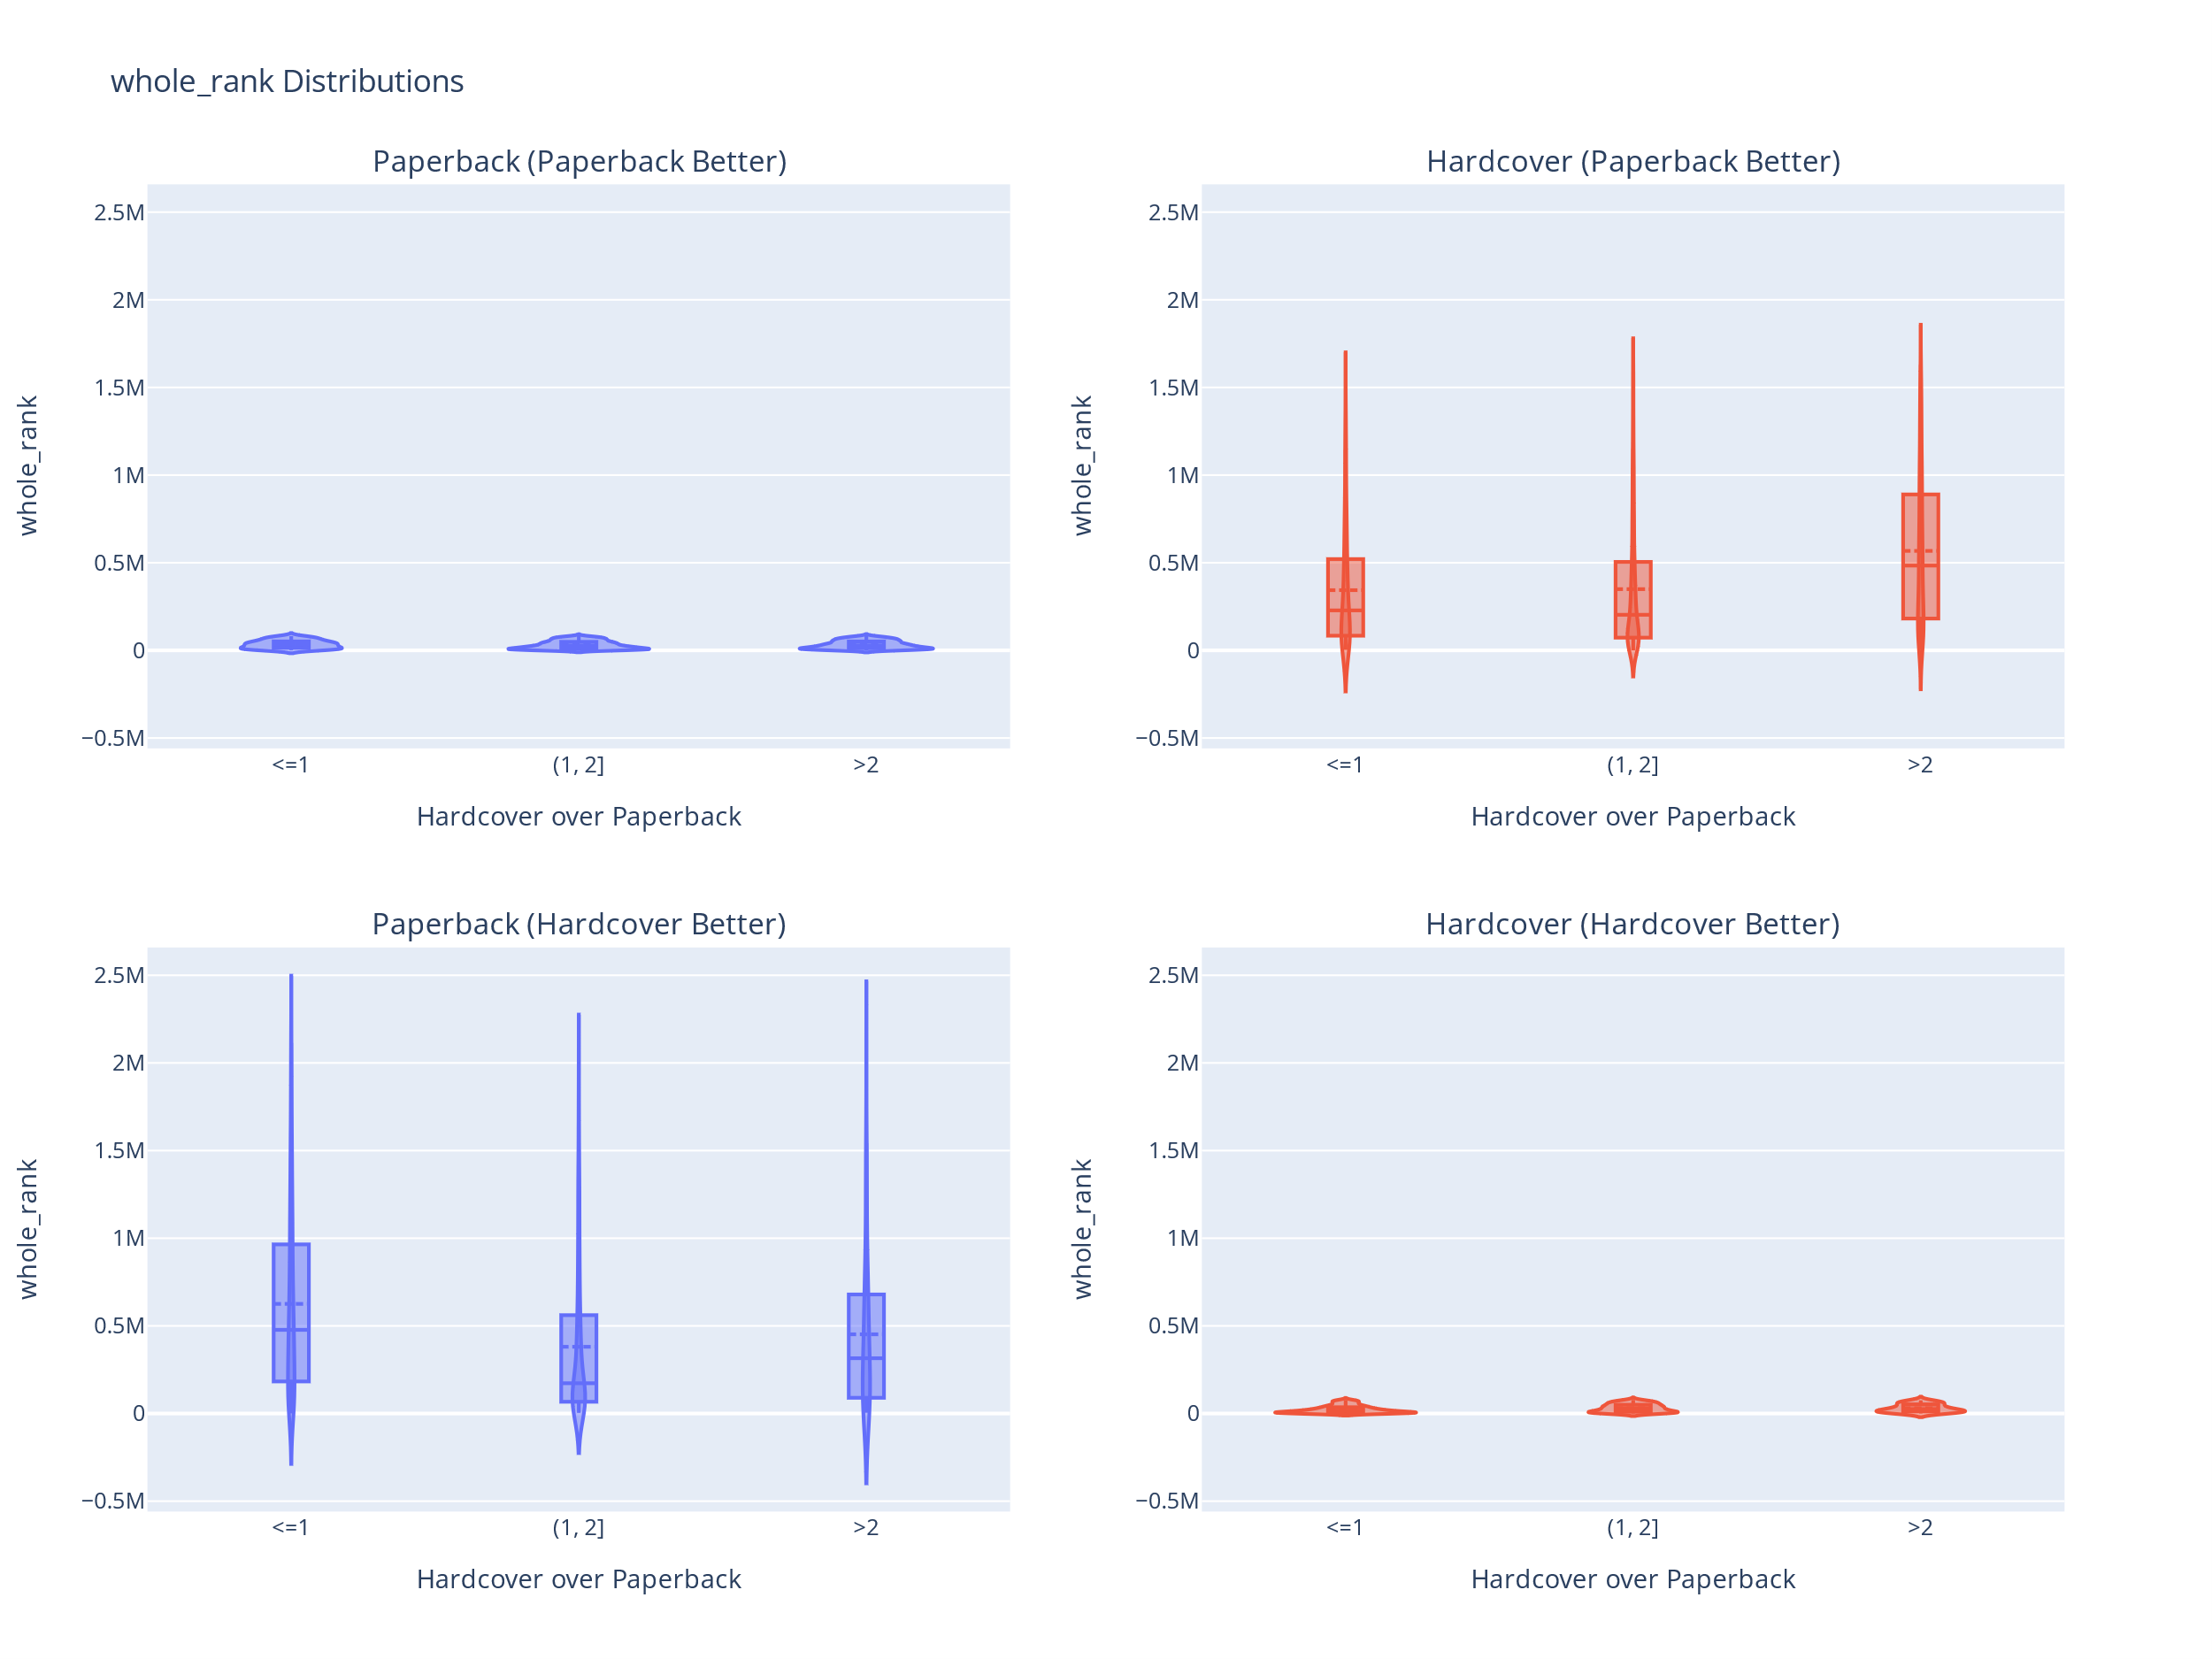 whole_rank Distributions
Paperback (Paperback Better)
Hardcover (Paperback Better)
2.5M
2M
1.5M
1M
0.5M
0
−0.5M
whole_rank
<=1
(1, 2]
>2
Hardcover over Paperback
2.5M
2M
1.5M
1M
0.5M
0
−0.5M
whole_rank
<=1
(1, 2]
>2
Hardcover over Paperback
Paperback (Hardcover Better)
Hardcover (Hardcover Better)
2.5M
2M
1.5M
1M
0.5M
0
−0.5M
whole_rank
<=1
(1, 2]
>2
Hardcover over Paperback
2.5M
2M
1.5M
1M
0.5M
0
−0.5M
whole_rank
<=1
(1, 2]
>2
Hardcover over Paperback